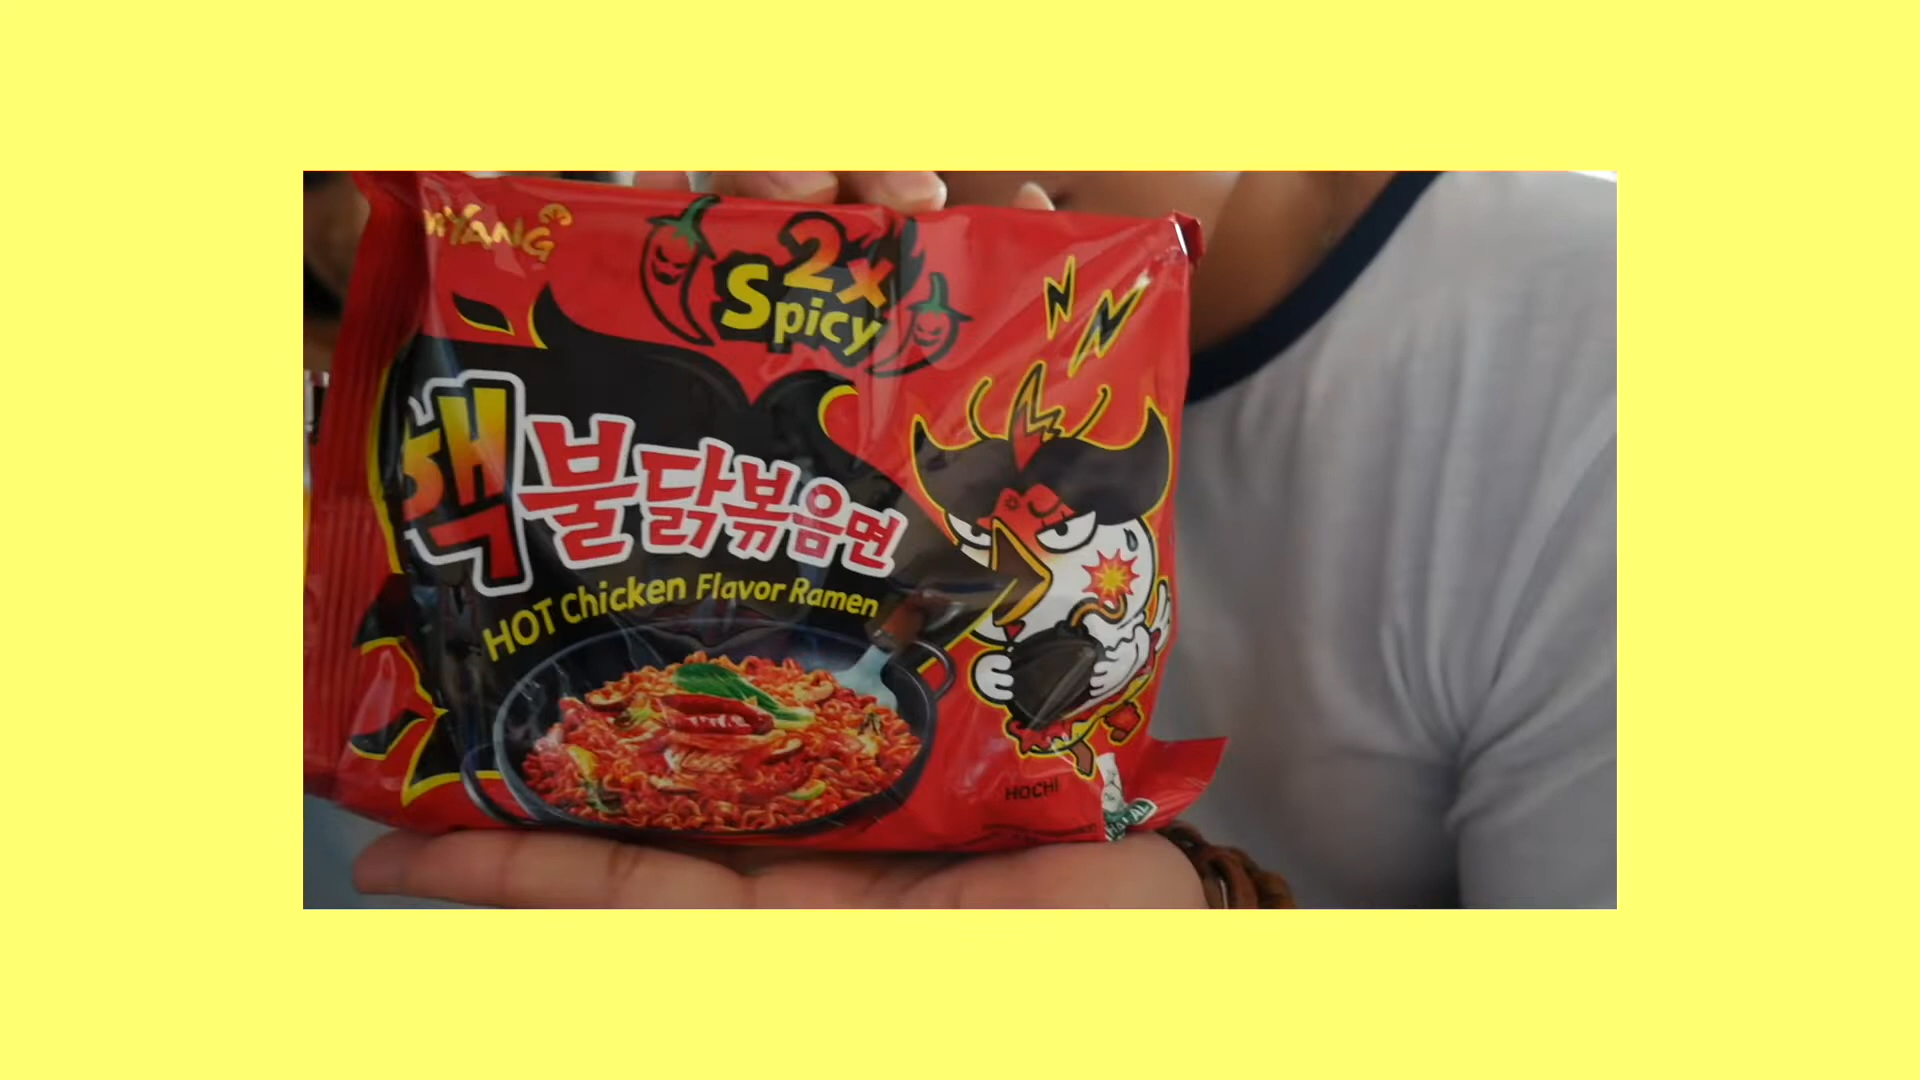 2x
Spicy
핵불닭볶음면
HOT Chicken Flavor Ramen
HOCHI